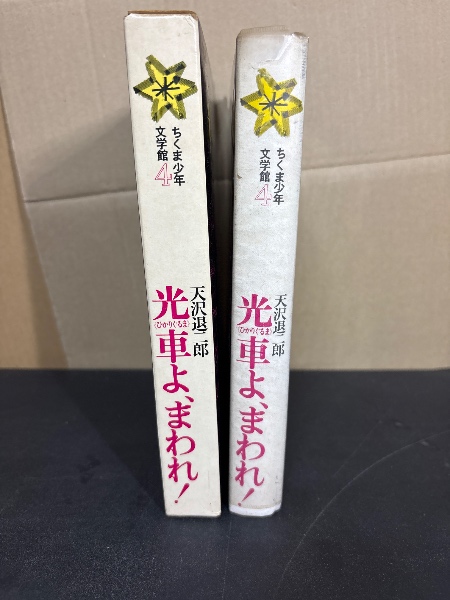 ちくま少年
文学館4
天沢退二郎
光車よ、まわれ!
(ひかりぐるま)
ちくま少年
文学館4
天沢退二郎
光車よ、まわれ!
(ひかりぐるま)